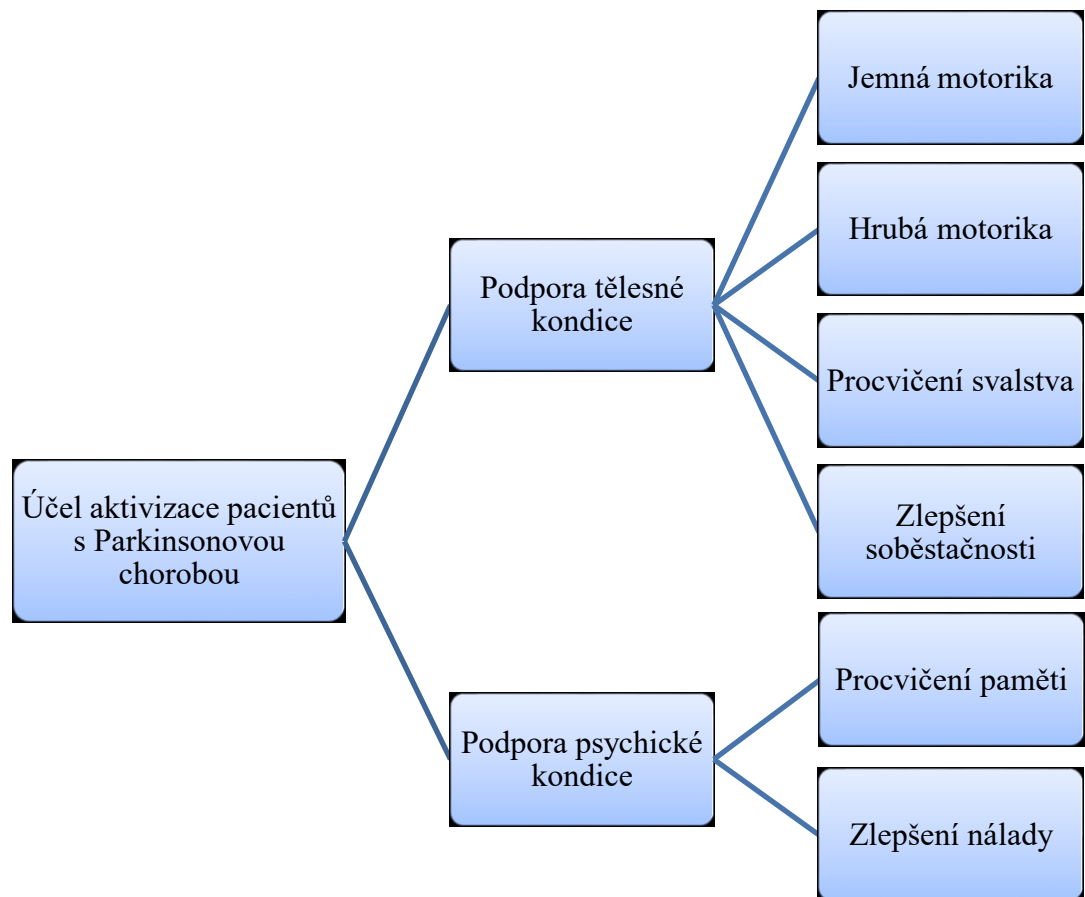 Jemná motorika
Hrubá motorika
Podpora tělesné
kondice
Procvičení svalstva
Účel aktivizace pacientů
s Parkinsonovou
chorobou
Zlepšení
soběstačnosti
Procvičení paměti
Podpora psychické
kondice
Zlepšení nálady